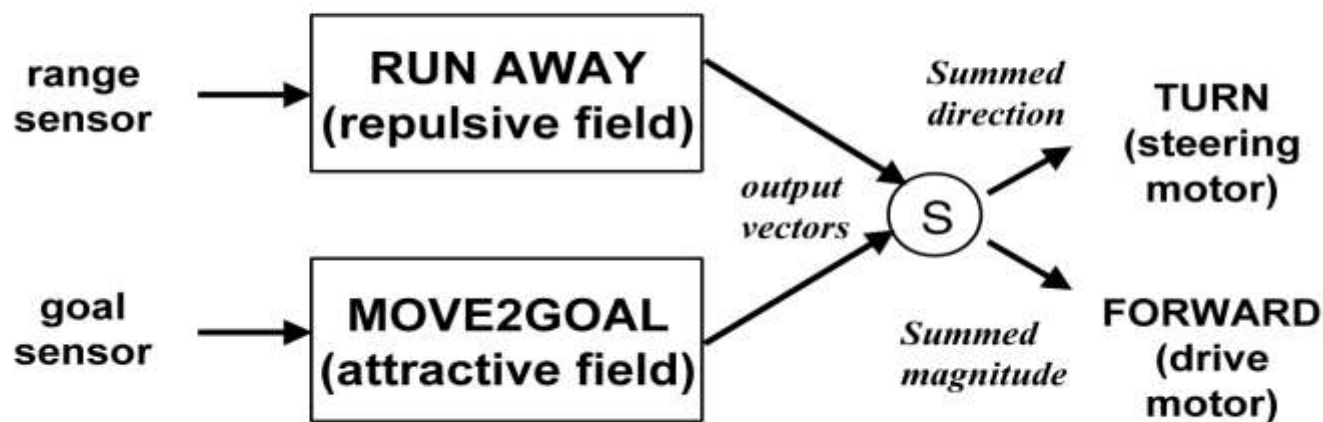 range
sensor
RUN AWAY
(repulsive field)
goal
sensor
MOVE2GOAL
(attractive field)
output
vectors
S
Summed
direction
TURN
(steering
motor)
Summed
magnitude
FORWARD
(drive
motor)